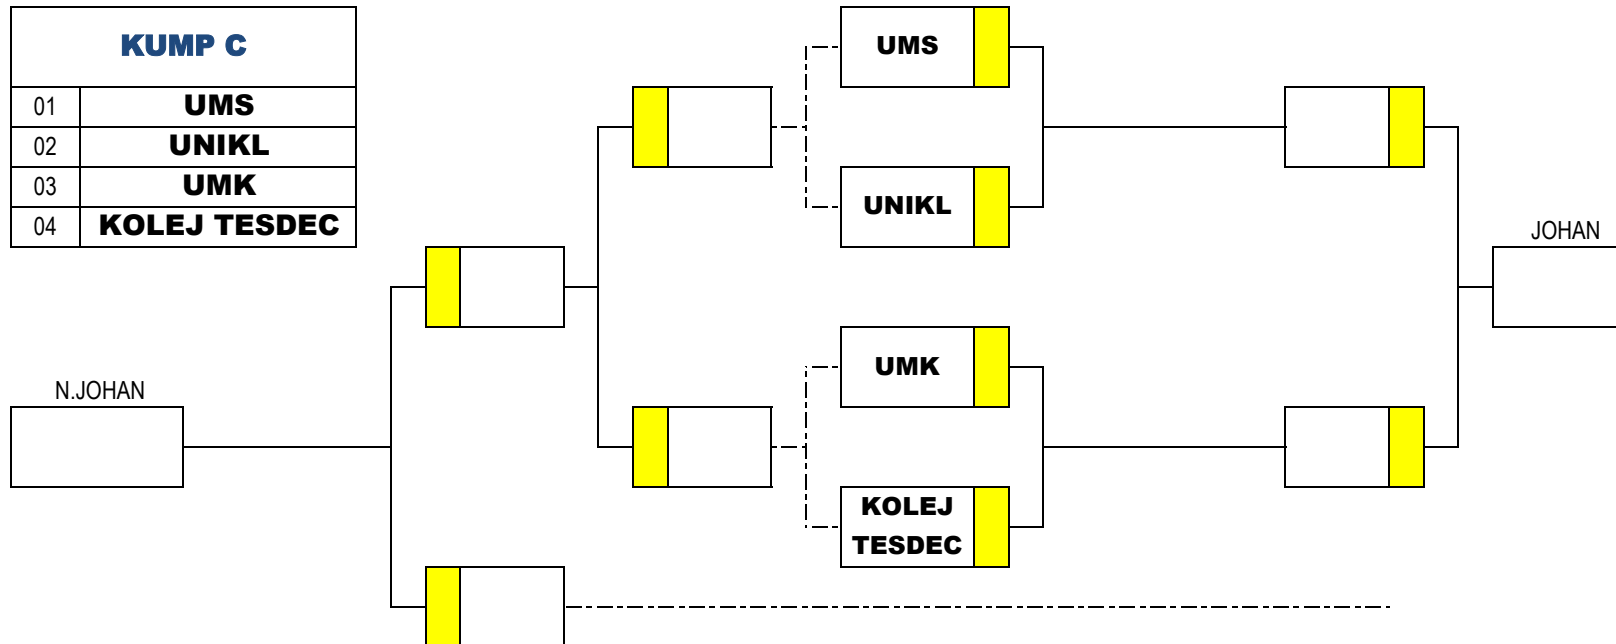 KUMP C
01 UMS
02 UNIKL
03 UMK
04 KOLEJ TESDEC
UMS
UNIKL
UMK
KOLEJ
TESDEC
JOHAN
N.JOHAN